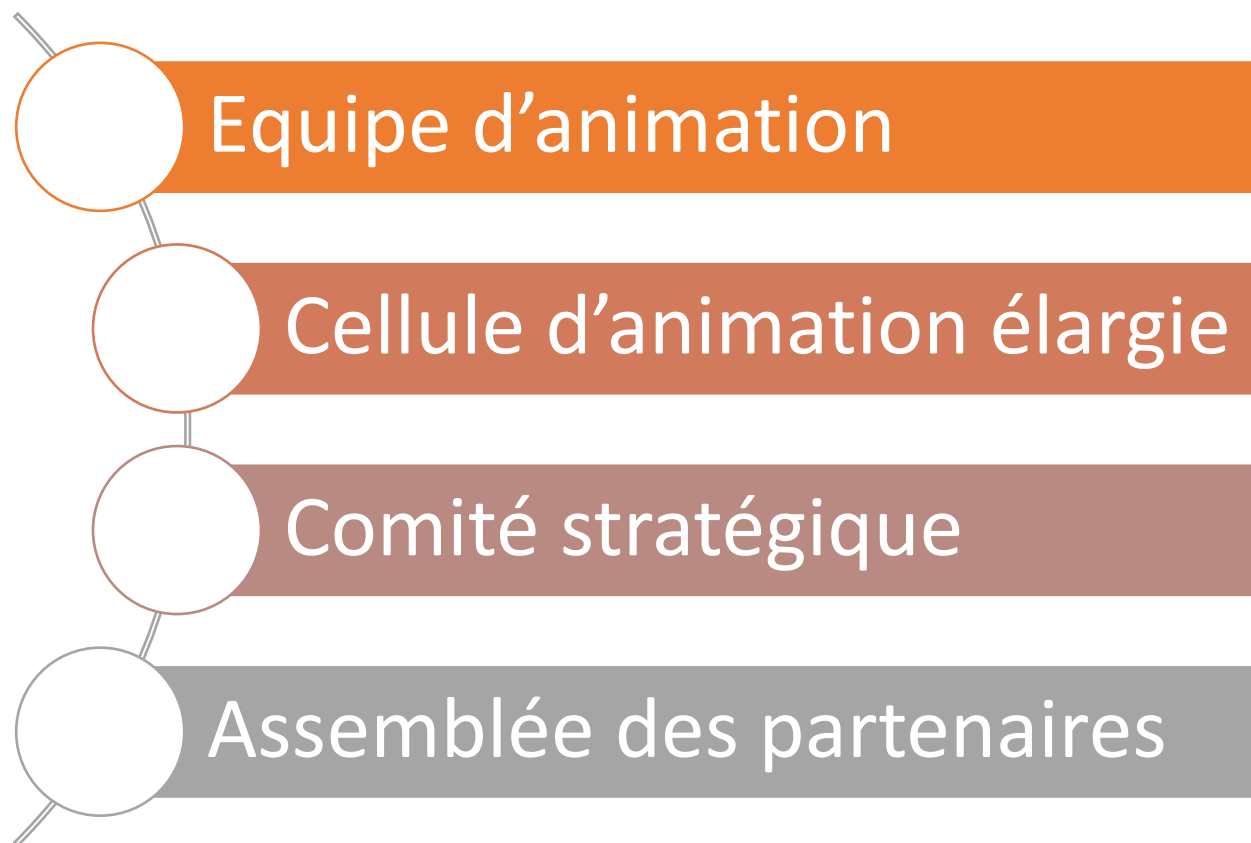 Equipe d’animation
Cellule d’animation élargie
Comité stratégique
Assemblée des partenaires